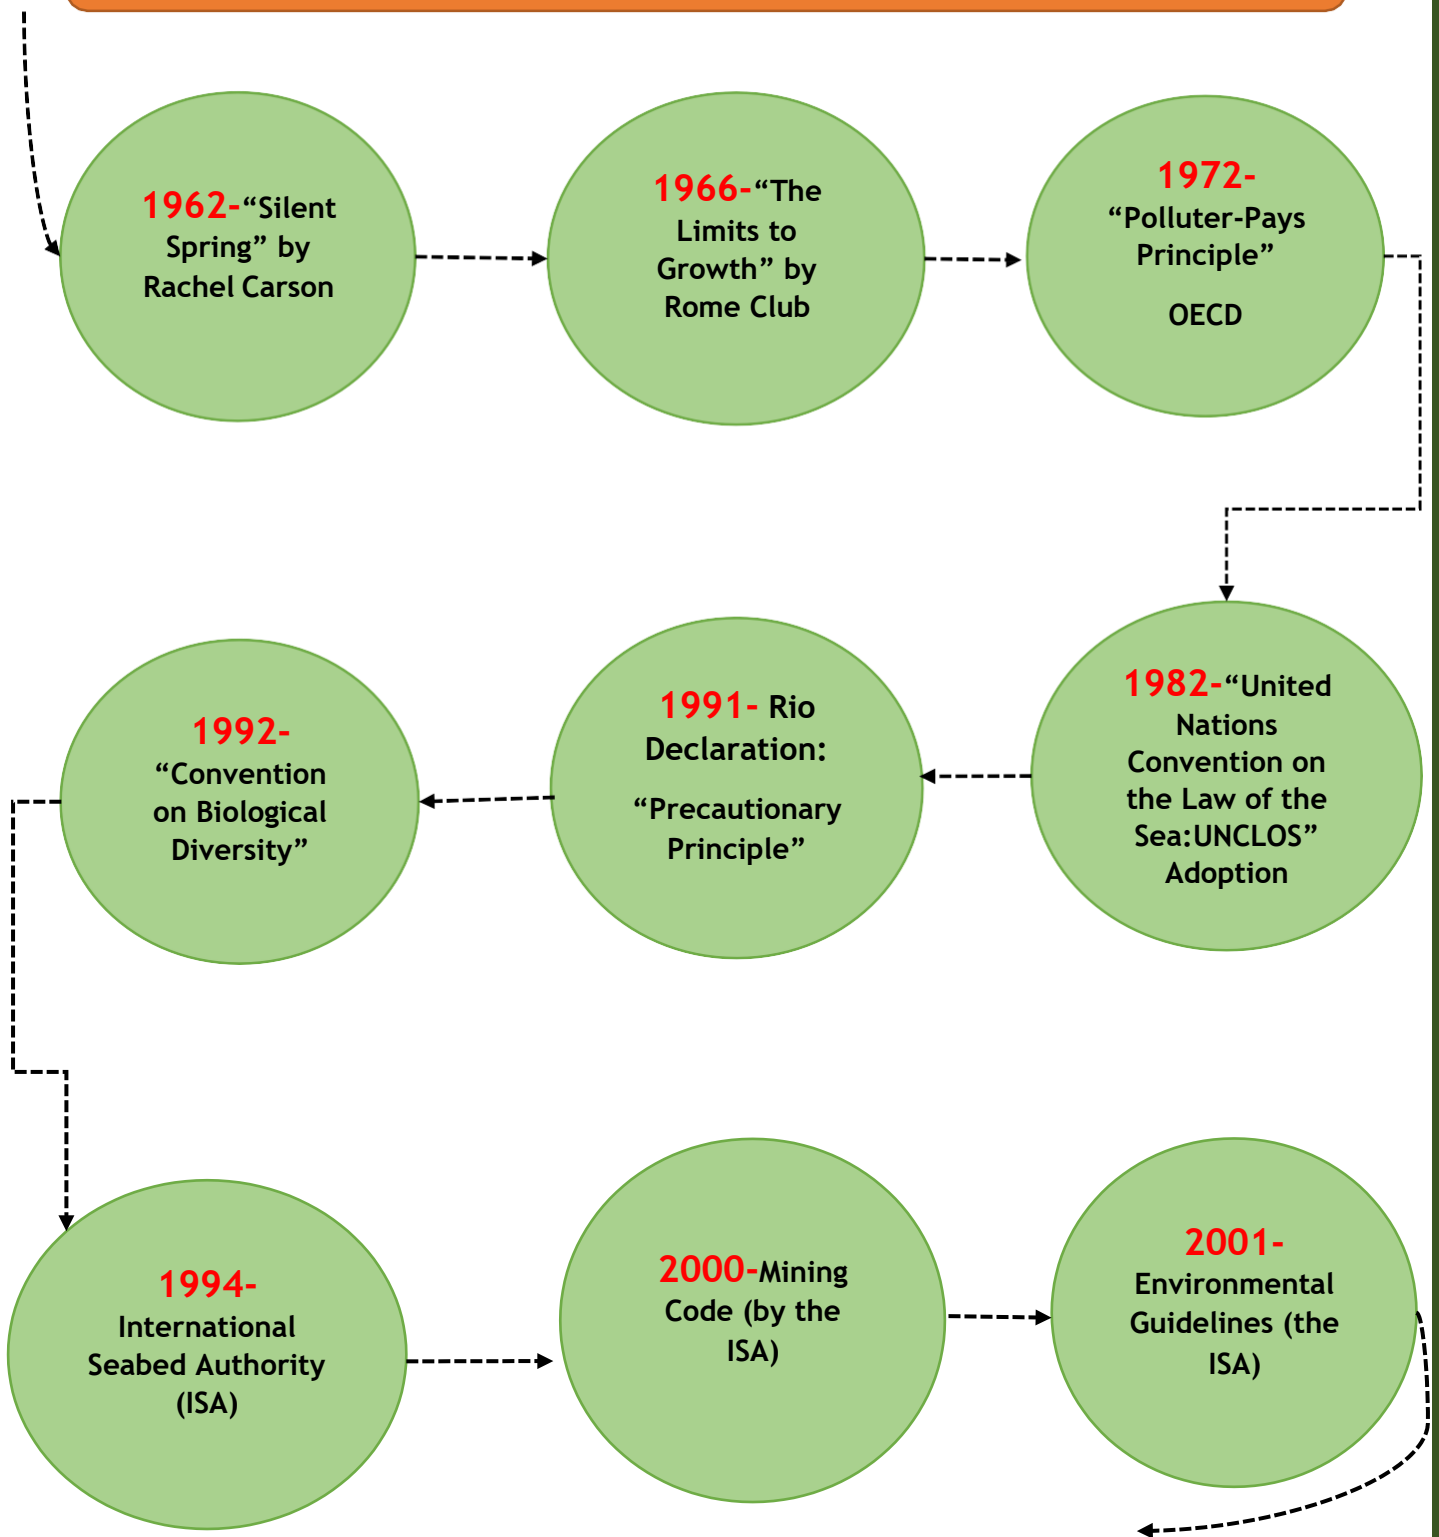 1962-“Silent
Spring” by
Rachel Carson
1966-“The
Limits to
Growth” by
Rome Club
1972-
“Polluter-Pays
Principle”
OECD
1982-“United
Nations
Convention on
the Law of the
Sea:UNCLOS”
Adoption
1991- Rio
Declaration:
“Precautionary
Principle”
1992-
“Convention
on Biological
Diversity”
1994-
International
Seabed Authority
(ISA)
2000-Mining
Code (by the
ISA)
2001-
Environmental
Guidelines (the
ISA)